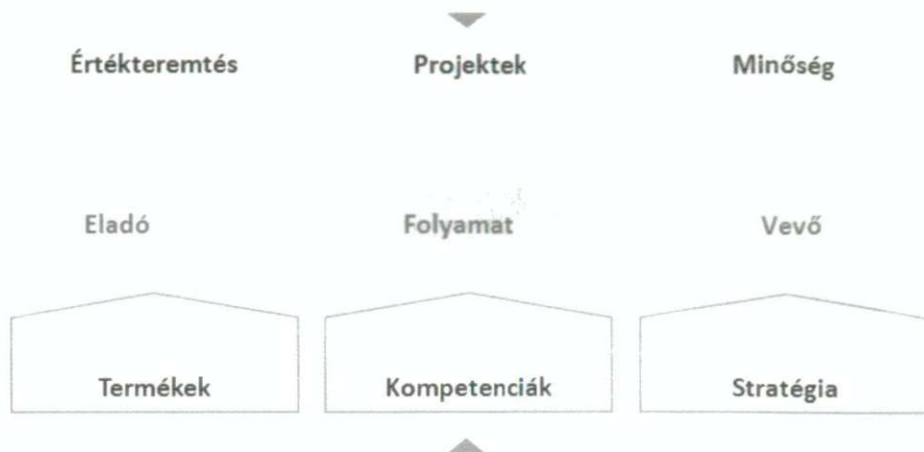 Értékteremtés Projektek Minőség
Eladó Folyamat Vevő
Termékek Kompetenciák Stratégia